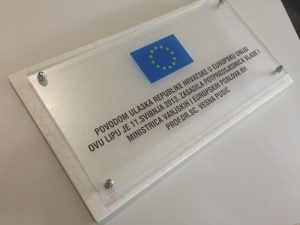 POVODOM ULASKA REPUBLIKE HRVATSKE U EUROPSKU UNIJU
OVU LIPU JE 11.SVIBNJA 2013. ZASADILA POTPREDSJEDNICA VLADE I
MINISTRICA VANJSKIH I EUROPSKIH POSLOVA RH
PROF.DR.SC. VESNA PUSIĆ